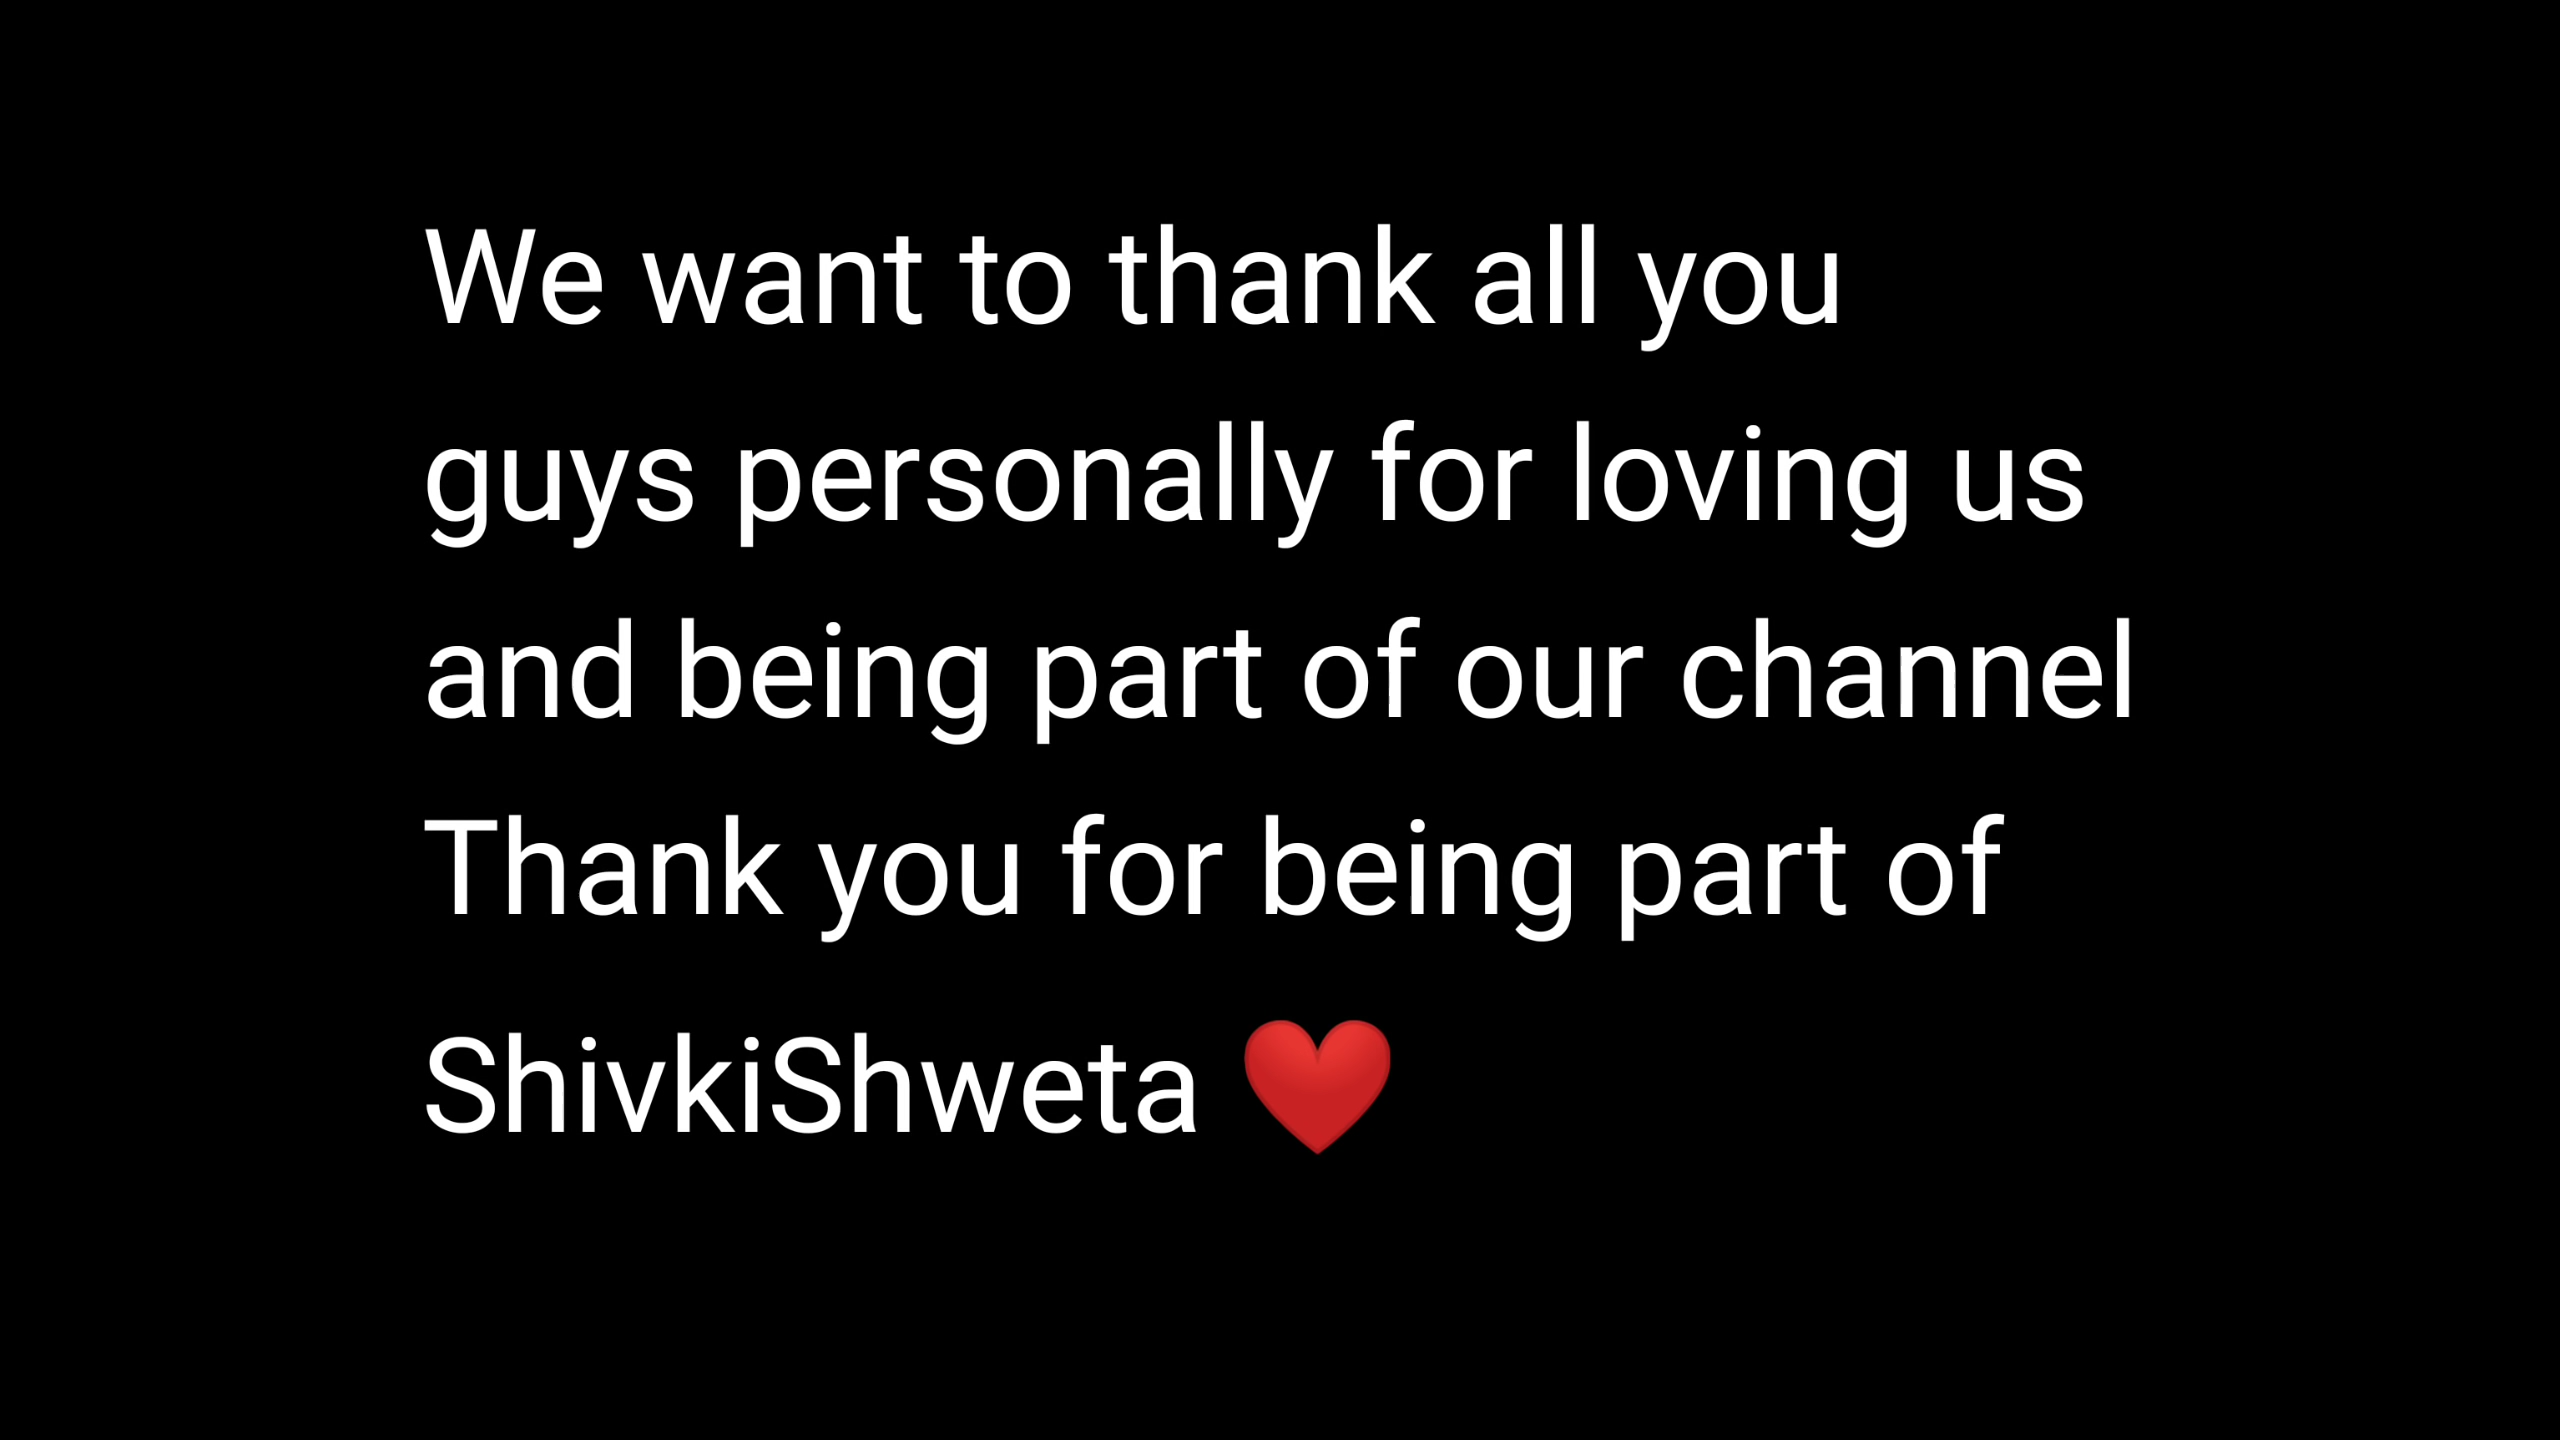 We want to thank all you
guys personally for loving us
and being part of our channel
Thank you for being part of
ShivkiShweta ❤️